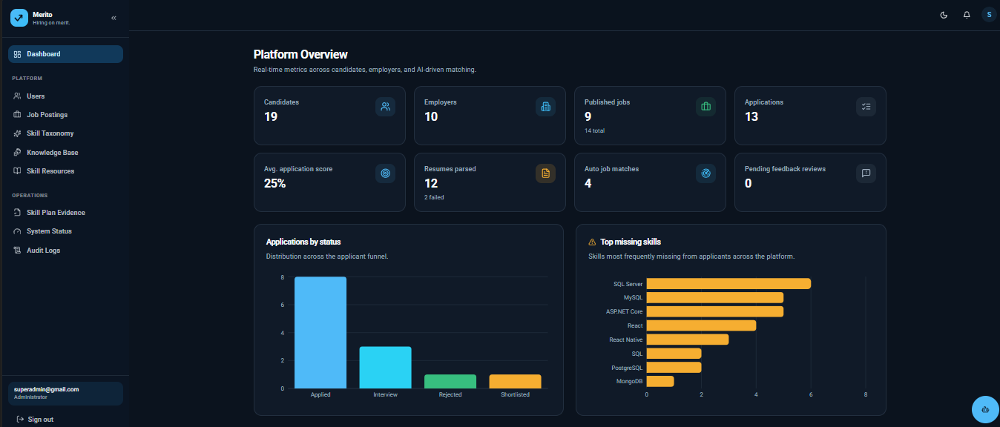 Merito
Hiring on merit.
«
S
Dashboard
PLATFORM
Users
Job Postings
Skill Taxonomy
Knowledge Base
Skill Resources
OPERATIONS
Skill Plan Evidence
System Status
Audit Logs
superadmin@gmail.com
Administrator
Sign out
Platform Overview
Real-time metrics across candidates, employers, and AI-driven matching.
Candidates
19
Employers
10
Published jobs
9
14 total
Applications
13
Avg. application score
25%
Resumes parsed
12
2 failed
Auto job matches
4
Pending feedback reviews
0
Applications by status
Distribution across the applicant funnel.
8
6
4
2
0
Applied Interview Rejected Shortlisted
Top missing skills
Skills most frequently missing from applicants across the platform.
SQL Server
MySQL
ASP.NET Core
React
React Native
SQL
PostgreSQL
MongoDB
0 2 4 6 8